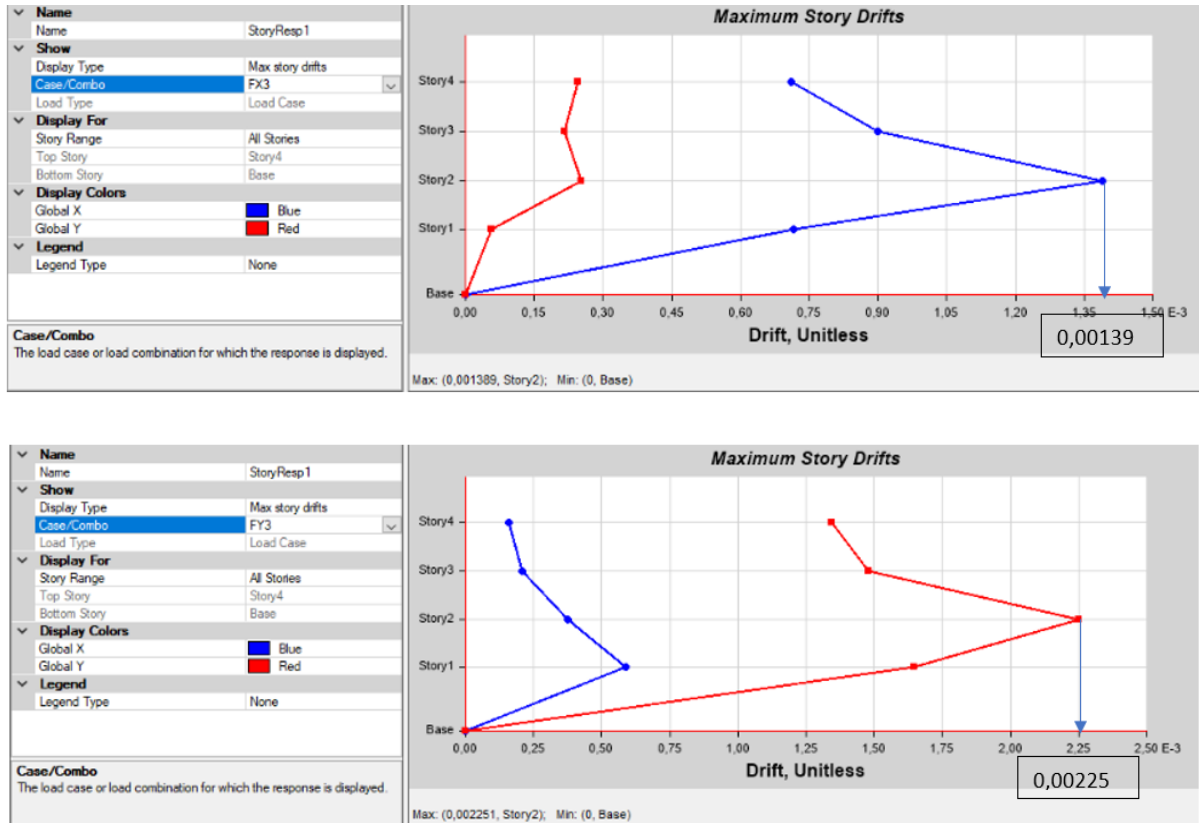 Name
Name StoryResp1
Show
Display Type Max story drifts
Case/Combo FX3
Load Type Load Case
Display For
Story Range All Stories
Top Story Story4
Bottom Story Base
Display Colors
Global X Blue
Global Y Red
Legend
Legend Type None
Case/Combo
The load case or load combination for which the response is displayed.
Maximum Story Drifts
Story4
Story3
Story2
Story1
Base
0,00 0,15 0,30 0,45 0,60 0,75 0,90 1,05 1,20 1,35 1,50 E-3
Drift, Unitless
0,00139
Max: (0,001389, Story2); Min: (0, Base)
Name
Name StoryResp1
Show
Display Type Max story drifts
Case/Combo FY3
Load Type Load Case
Display For
Story Range All Stories
Top Story Story4
Bottom Story Base
Display Colors
Global X Blue
Global Y Red
Legend
Legend Type None
Case/Combo
The load case or load combination for which the response is displayed.
Maximum Story Drifts
Story4
Story3
Story2
Story1
Base
0,00 0,25 0,50 0,75 1,00 1,25 1,50 1,75 2,00 2,25 2,50 E-3
Drift, Unitless
0,00225
Max: (0,002251, Story2); Min: (0, Base)